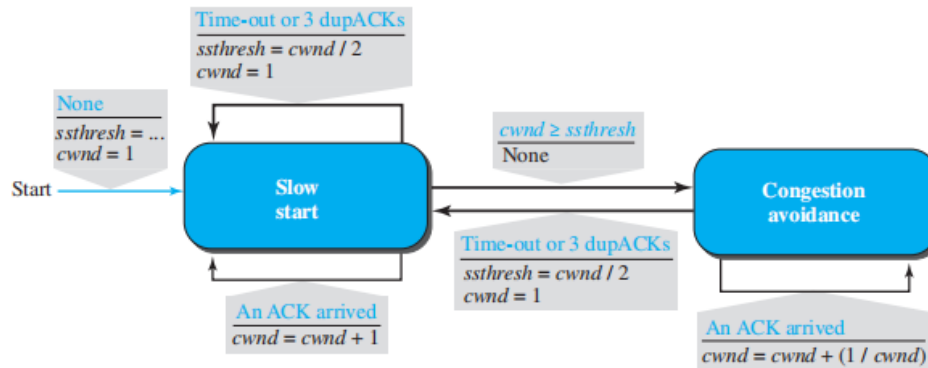 Time-out or 3 dupACKs
ssthresh = cwnd / 2
cwnd = 1
None
ssthresh = ...
cwnd = 1
Start
Slow
start
cwnd ≥ ssthresh
None
Congestion
avoidance
Time-out or 3 dupACKs
ssthresh = cwnd / 2
cwnd = 1
An ACK arrived
cwnd = cwnd + 1
An ACK arrived
cwnd = cwnd + (1 / cwnd)